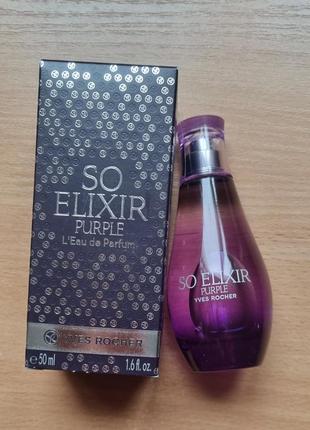 SO
ELIXIR
PURPLE
L'Eau de Parfum
YVES ROCHER
℮ 50 ml 1.6 fl. oz.
SO ELIXIR
PURPLE
YVES ROCHER